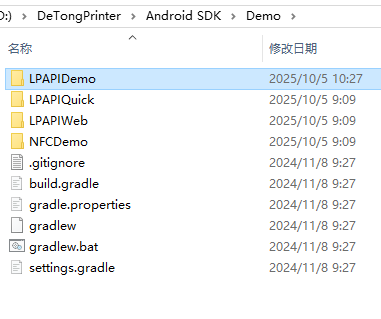 D:) > DeTongPrinter > Android SDK > Demo >
名称 修改日期
LPAPIDemo 2025/10/5 10:27
LPAPIQuick 2025/10/5 9:09
LPAPIWeb 2025/10/5 9:09
NFCDemo 2025/10/5 9:09
.gitignore 2024/11/8 9:27
build.gradle 2024/11/8 9:27
gradle.properties 2024/11/8 9:27
gradlew 2024/11/8 9:27
gradlew.bat 2024/11/8 9:27
settings.gradle 2024/11/8 9:27